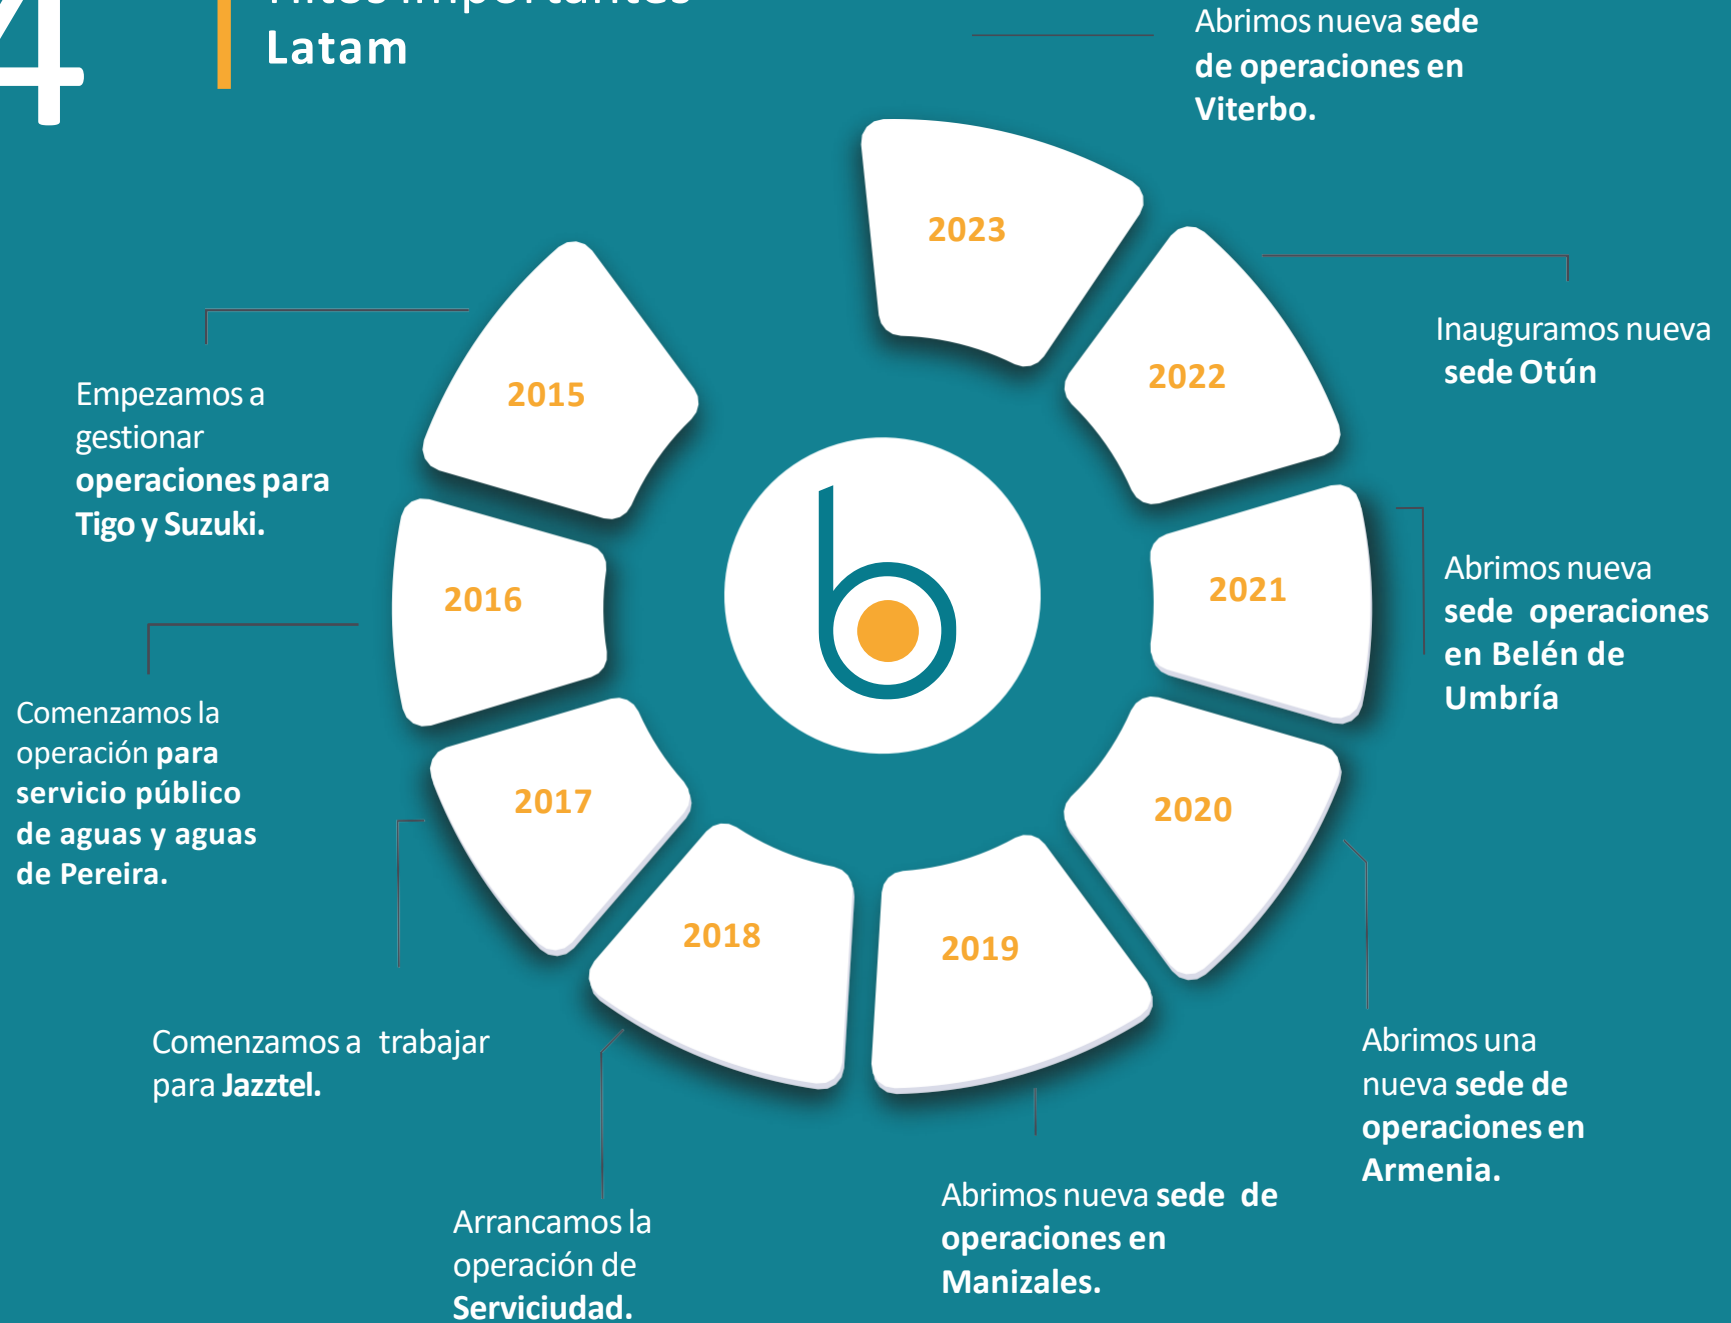 4
Hitos importantes
Latam
Abrimos nueva sede
de operaciones en
Viterbo.
2023
Inauguramos nueva
sede Otún
2022
Abrimos nueva
sede operaciones
en Belén de
Umbría
2021
Abrimos una
nueva sede de
operaciones en
Armenia.
2020
Abrimos nueva sede de
operaciones en
Manizales.
2019
Arrancamos la
operación de
Serviciudad.
2018
Comenzamos a trabajar
para Jazztel.
2017
Comenzamos la
operación para
servicio público
de aguas y aguas
de Pereira.
2016
Empezamos a
gestionar
operaciones para
Tigo y Suzuki.
2015
b